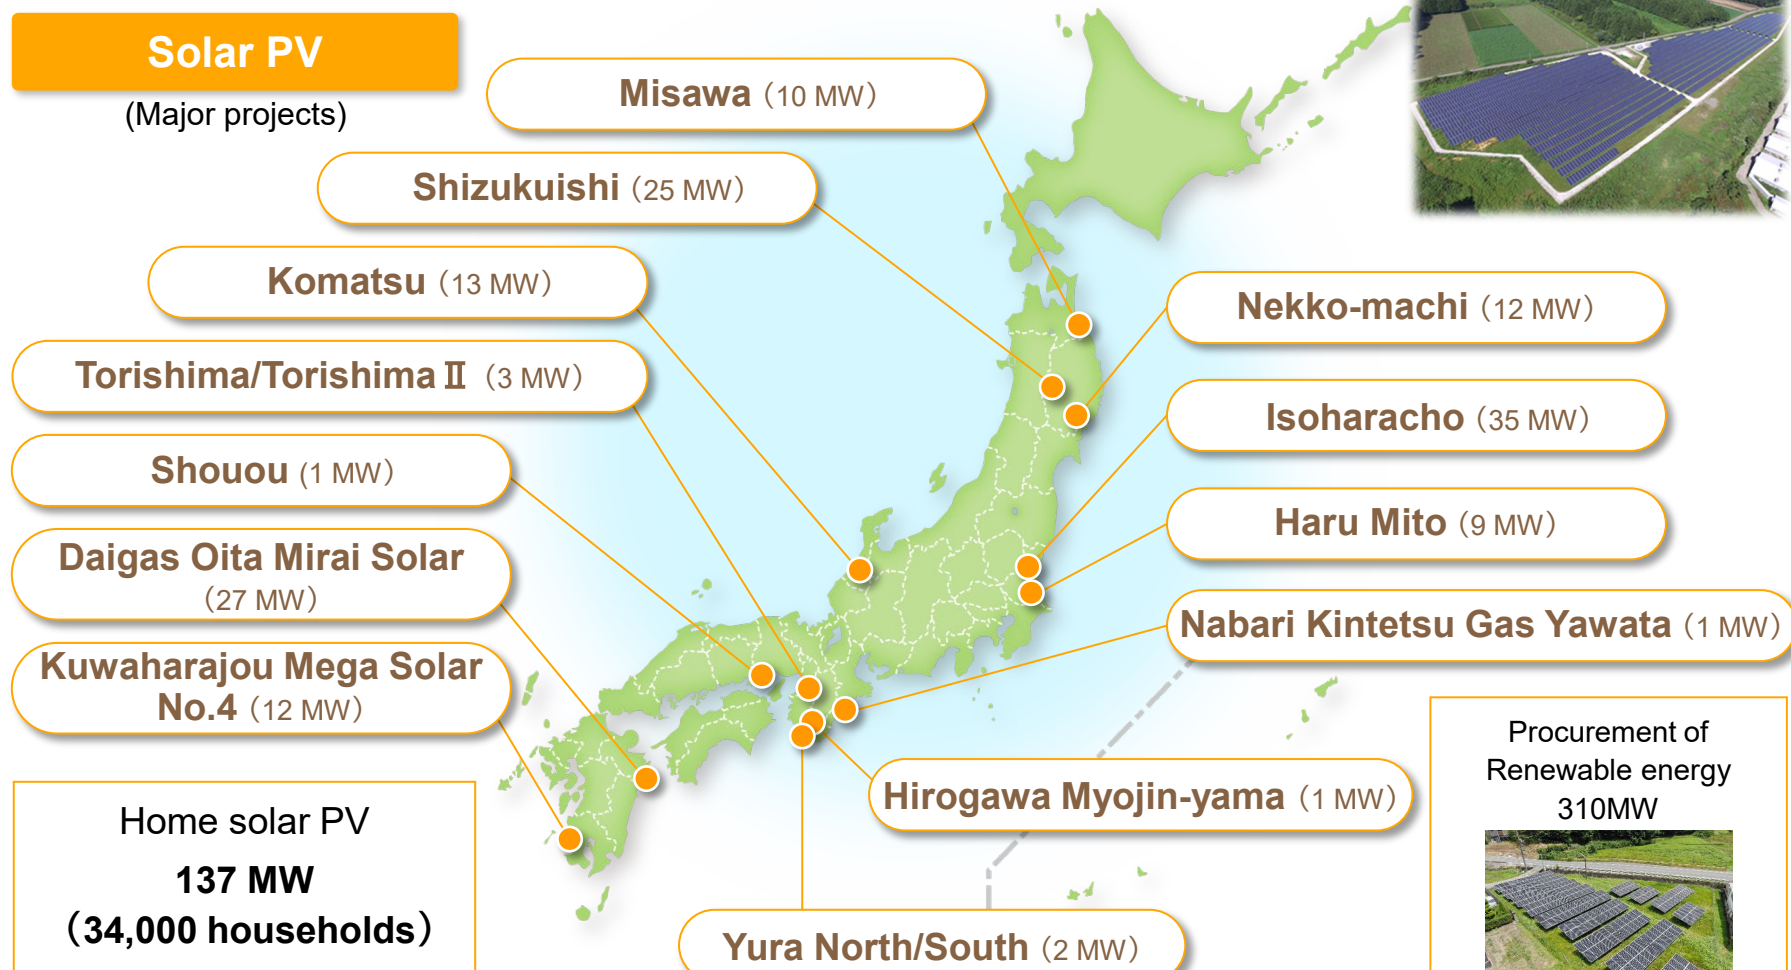 Solar PV
(Major projects)
Misawa（10 MW）
Shizukuishi（25 MW）
Komatsu（13 MW）
Torishima/TorishimaⅡ（3 MW）
Shouou (1 MW）
Daigas Oita Mirai Solar
（27 MW）
Kuwaharajou Mega Solar
No.4（12 MW）
Nekko-machi（12 MW）
Isoharacho（35 MW）
Haru Mito（9 MW）
Nabari Kintetsu Gas Yawata（1 MW）
Hirogawa Myojin-yama（1 MW）
Yura North/South（2 MW）
Home solar PV
137 MW
（34,000 households）
Procurement of
Renewable energy
310MW